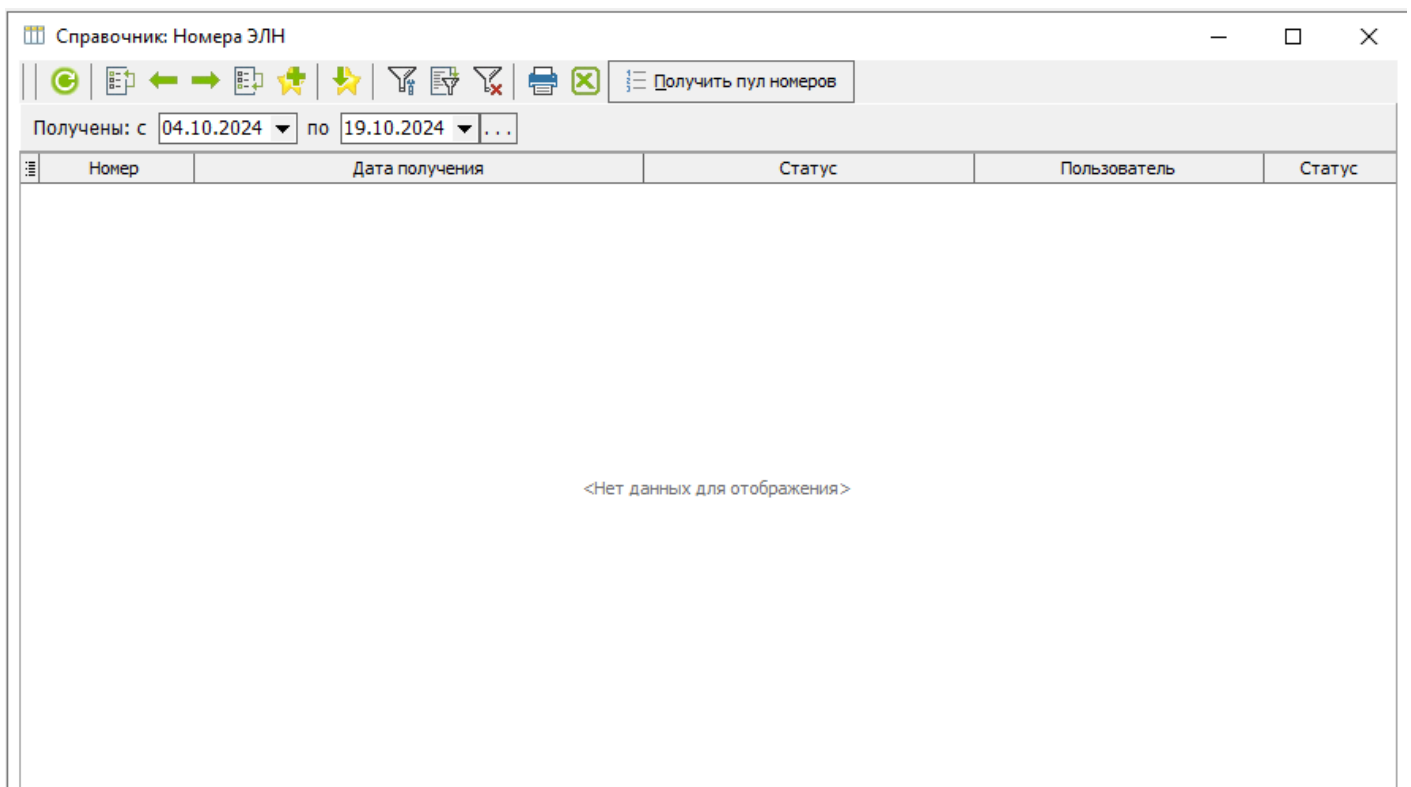 Справочник: Номера ЭЛН
Получить пул номеров
Получены: с 04.10.2024 по 19.10.2024 ...
Номер Дата получения Статус Пользователь Статус
<Нет данных для отображения>